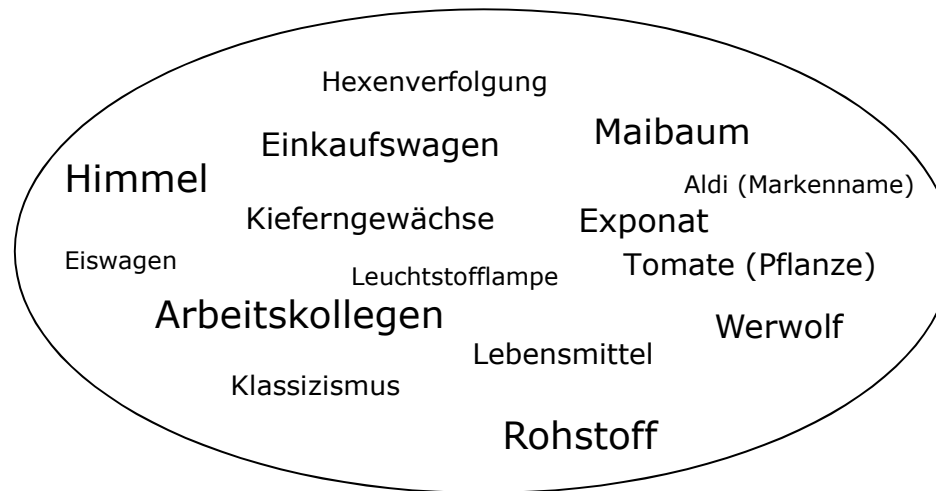 Hexenverfolgung
Maibaum
Einkaufswagen
Himmel
Aldi (Markenname)
Kieferngewächse
Exponat
Eiswagen
Tomate (Pflanze)
Leuchtstofflampe
Arbeitskollegen
Werwolf
Lebensmittel
Klassizismus
Rohstoff